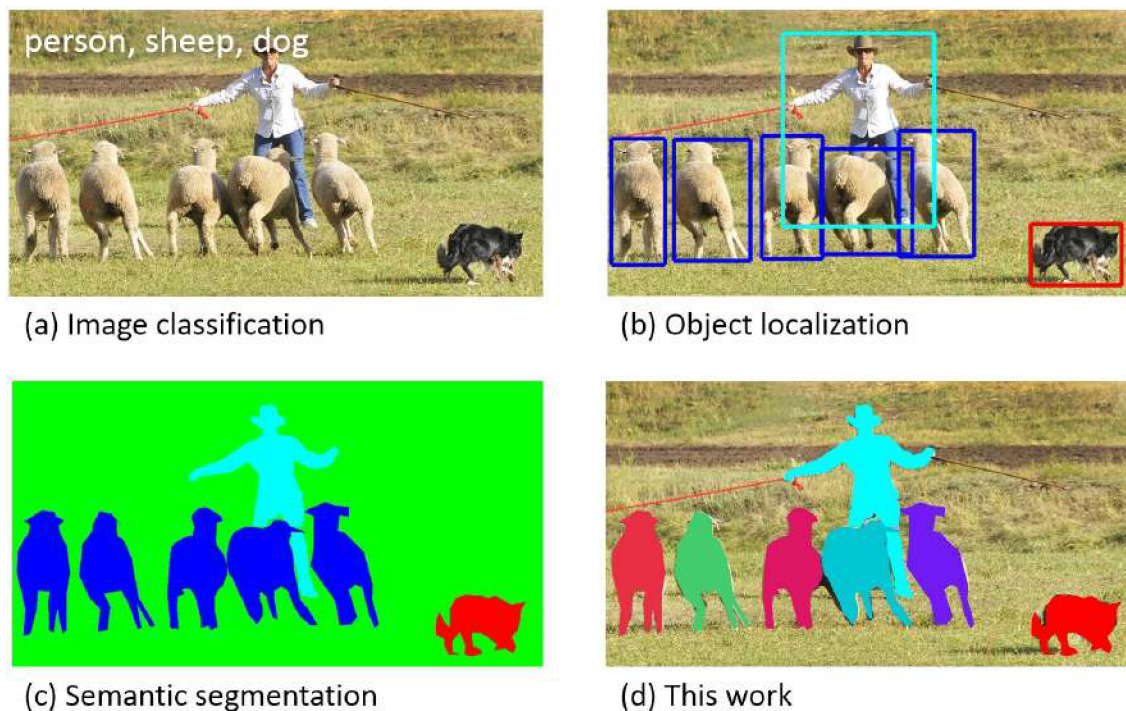 person, sheep, dog
(a) Image classification
(b) Object localization
(c) Semantic segmentation
(d) This work